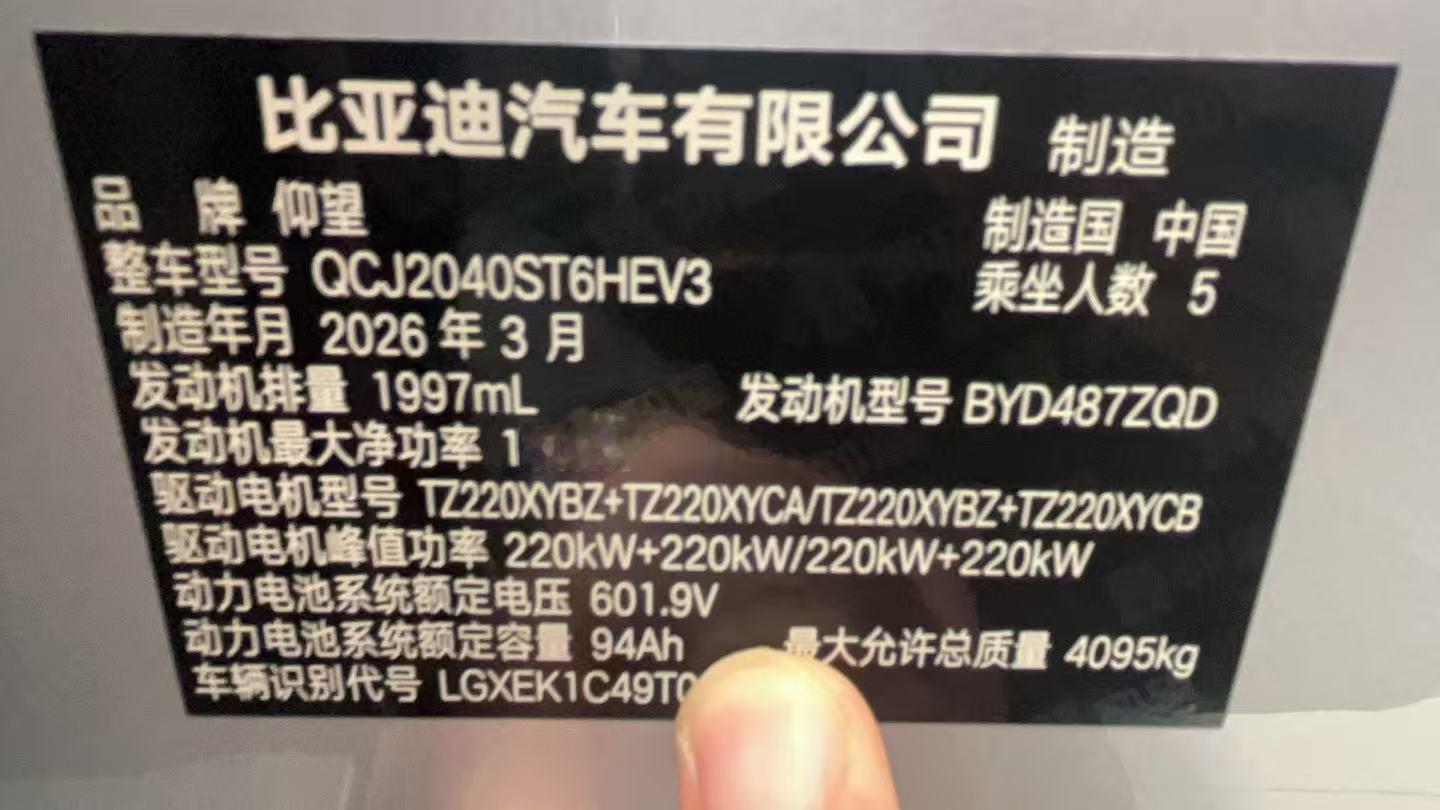 比亚迪汽车有限公司 制造
品 牌 仰望 制造国 中国
整车型号 QCJ2040ST6HEV3 乘坐人数 5
制造年月 2026 年 3 月
发动机排量 1997mL 发动机型号 BYD487ZQD
发动机最大净功率 1
驱动电机型号 TZ220XYBZ+TZ220XYCA/TZ220XYBZ+TZ220XYCB
驱动电机峰值功率 220kW+220kW/220kW+220kW
动力电池系统额定电压 601.9V
动力电池系统额定容量 94Ah 最大允许总质量 4095kg
车辆识别代号 LGXEK1C49T0